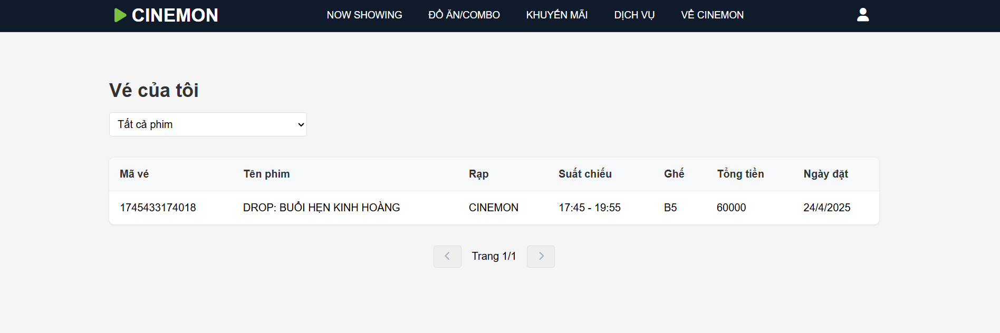 CINEMON NOW SHOWING ĐỒ ĂN/COMBO KHUYẾN MÃI DỊCH VỤ VỀ CINEMON
Vé của tôi
Tất cả phim
Mã vé Tên phim Rạp Suất chiếu Ghế Tổng tiền Ngày đặt
1745433174018 DROP: BUỔI HẸN KINH HOÀNG CINEMON 17:45 - 19:55 B5 60000 24/4/2025
Trang 1/1